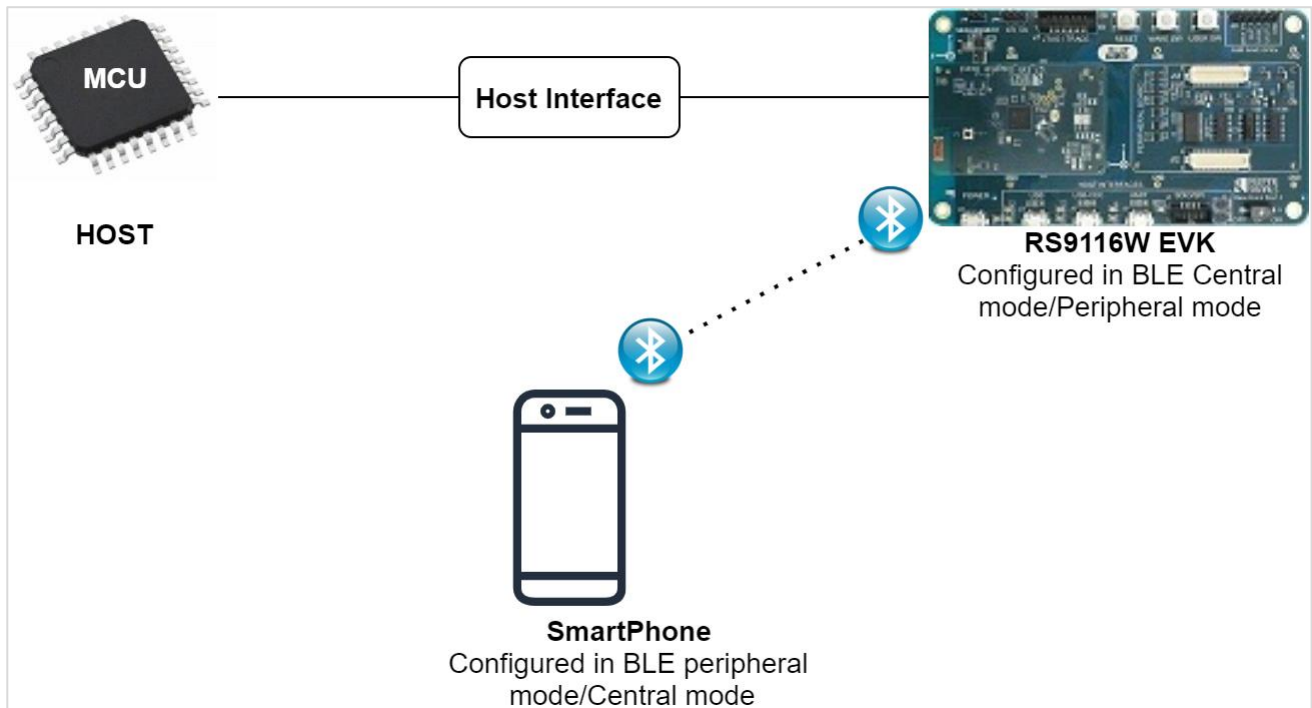 MCU
Host Interface
HOST
RS9116W EVK
Configured in BLE Central
mode/Peripheral mode
SmartPhone
Configured in BLE peripheral
mode/Central mode